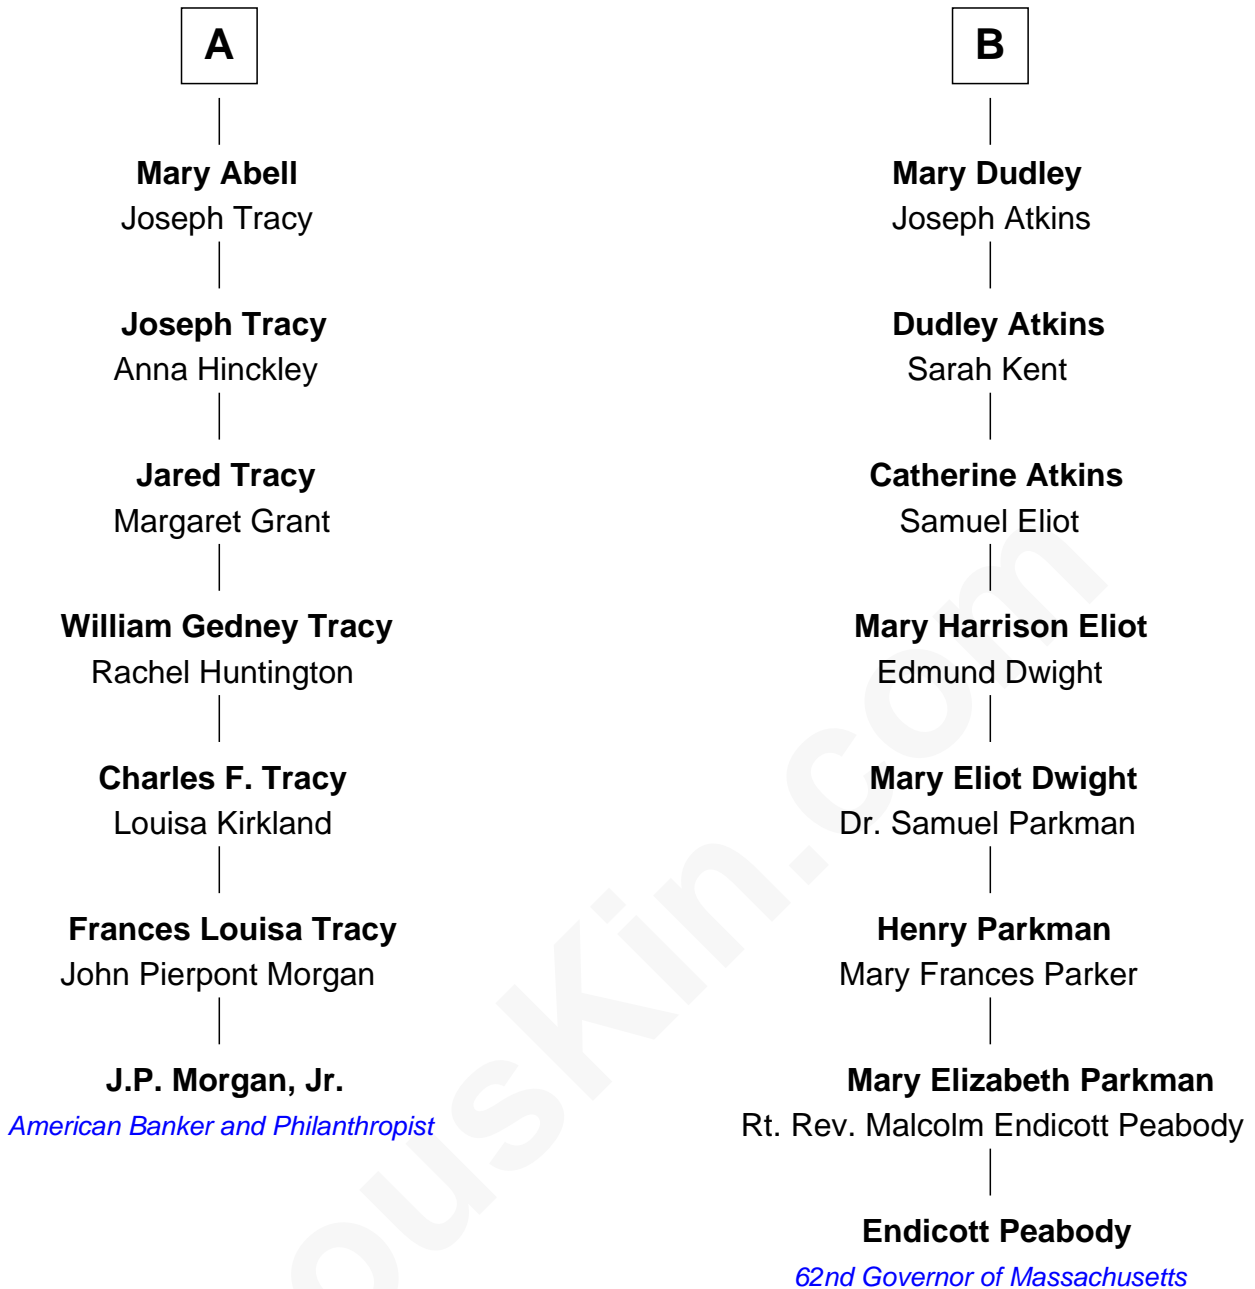 A
Mary Abell
Joseph Tracy
Joseph Tracy
Anna Hinckley
Jared Tracy
Margaret Grant
William Gedney Tracy
Rachel Huntington
Charles F. Tracy
Louisa Kirkland
Frances Louisa Tracy
John Pierpont Morgan
J.P. Morgan, Jr.
American Banker and Philanthropist
B
Mary Dudley
Joseph Atkins
Dudley Atkins
Sarah Kent
Catherine Atkins
Samuel Eliot
Mary Harrison Eliot
Edmund Dwight
Mary Eliot Dwight
Dr. Samuel Parkman
Henry Parkman
Mary Frances Parker
Mary Elizabeth Parkman
Rt. Rev. Malcolm Endicott Peabody
Endicott Peabody
62nd Governor of Massachusetts
ousKin.com